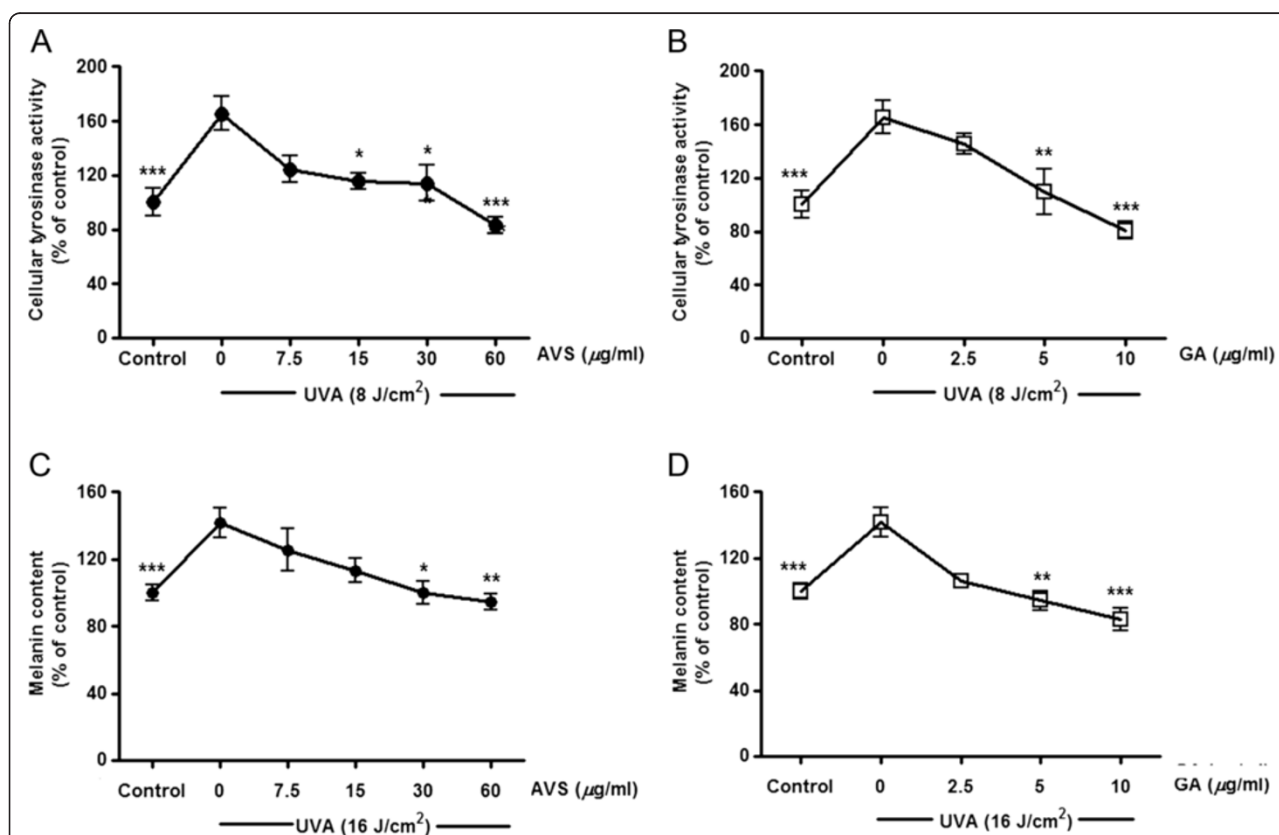 A
Cellular tyrosinase activity
(% of control)
200
160
120
80
40
0
***
*
*
*
***
*
Control 0 7.5 15 30 60 AVS (μg/ml)
UVA (8 J/cm²)
B
Cellular tyrosinase activity
(% of control)
200
160
120
80
40
0
***
**
***
Control 0 2.5 5 10 GA (μg/ml)
UVA (8 J/cm²)
C
Melanin content
(% of control)
160
120
80
40
0
***
*
**
Control 0 7.5 15 30 60 AVS (μg/ml)
UVA (16 J/cm²)
D
Melanin content
(% of control)
160
120
80
40
0
***
**
***
Control 0 2.5 5 10 GA (μg/ml)
UVA (16 J/cm²)